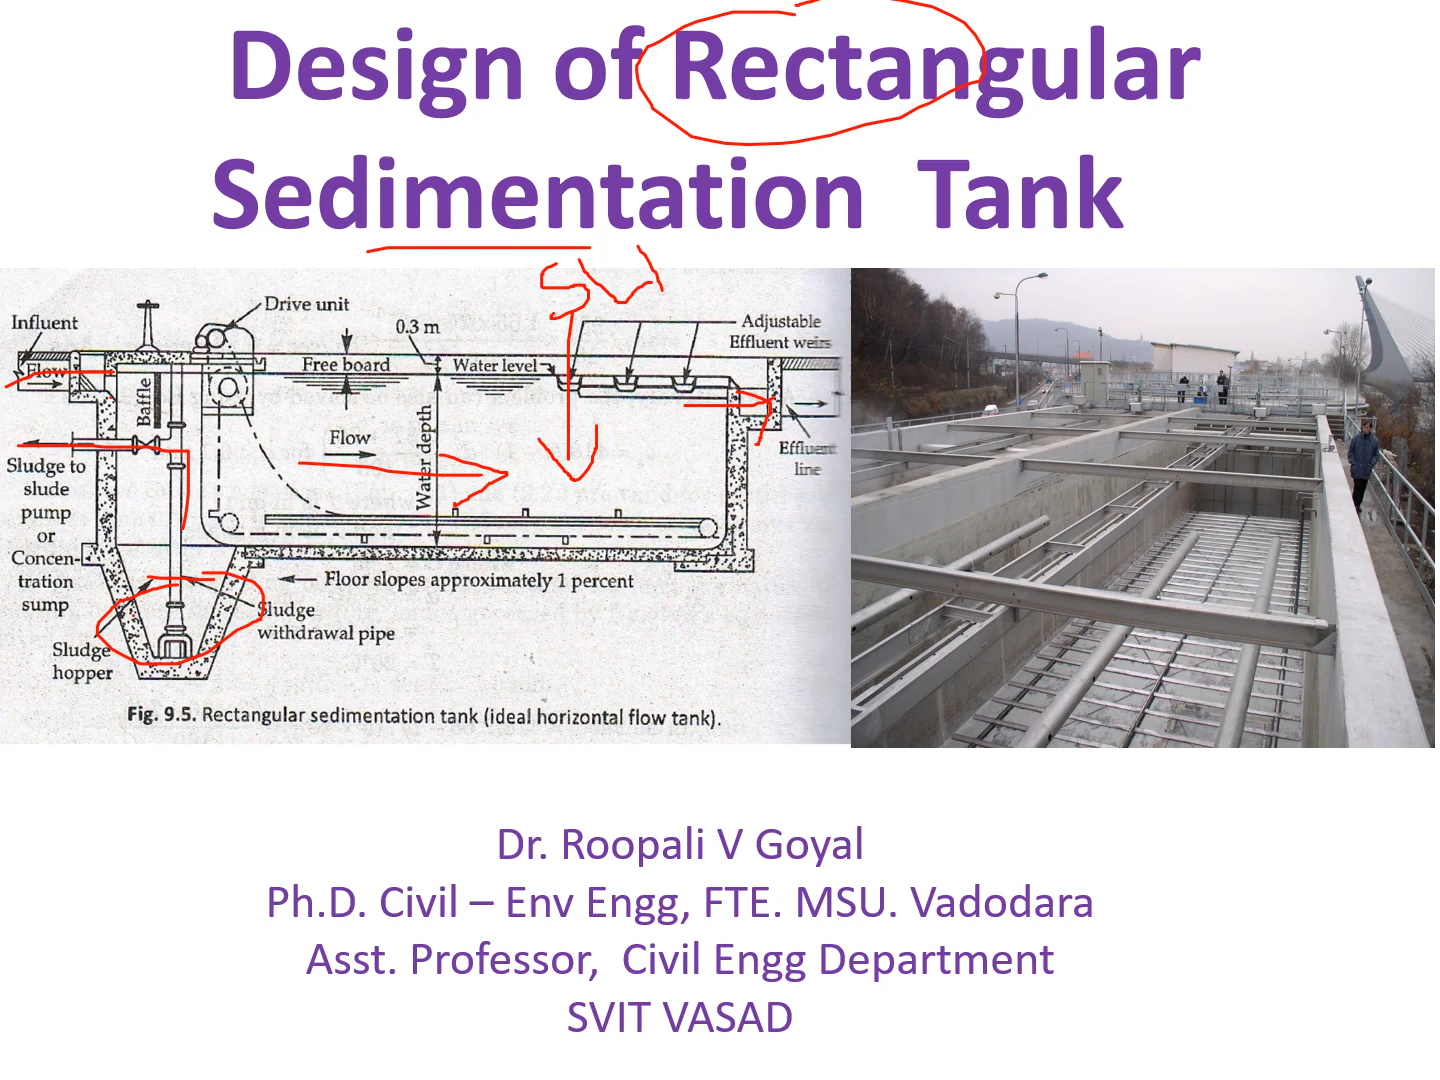 Design of Rectangular
Sedimentation Tank
Influent
Flow
Drive unit
0.3 m
Free board
Water level
Adjustable
Effluent weirs
Baffle
Flow
Water depth
Effluent
line
Sludge to
slude
pump
or
Concen-
tration
sump
Floor slopes approximately 1 percent
Sludge
withdrawal pipe
Sludge
hopper
Fig. 9.5. Rectangular sedimentation tank (ideal horizontal flow tank).
Dr. Roopali V Goyal
Ph.D. Civil – Env Engg, FTE. MSU. Vadodara
Asst. Professor, Civil Engg Department
SVIT VASAD